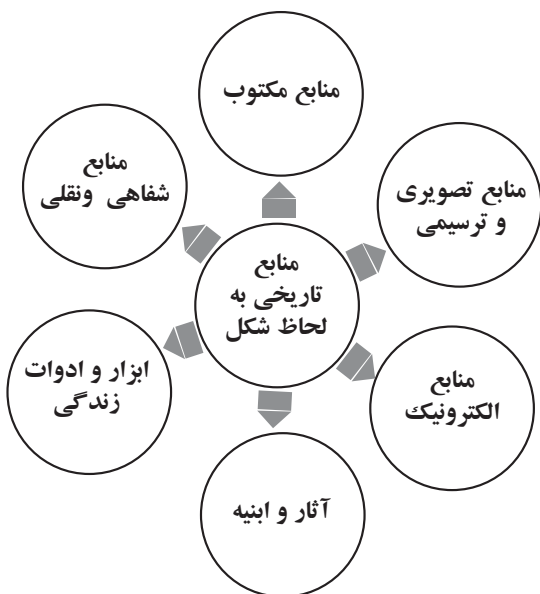 منابع مکتوب
منابع تصویری
و ترسیمی
منابع
الکترونیک
آثار و ابنیه
ابزار و ادوات
زندگی
منابع
شفاهی ونقلی
منابع
تاریخی به
لحاظ شکل